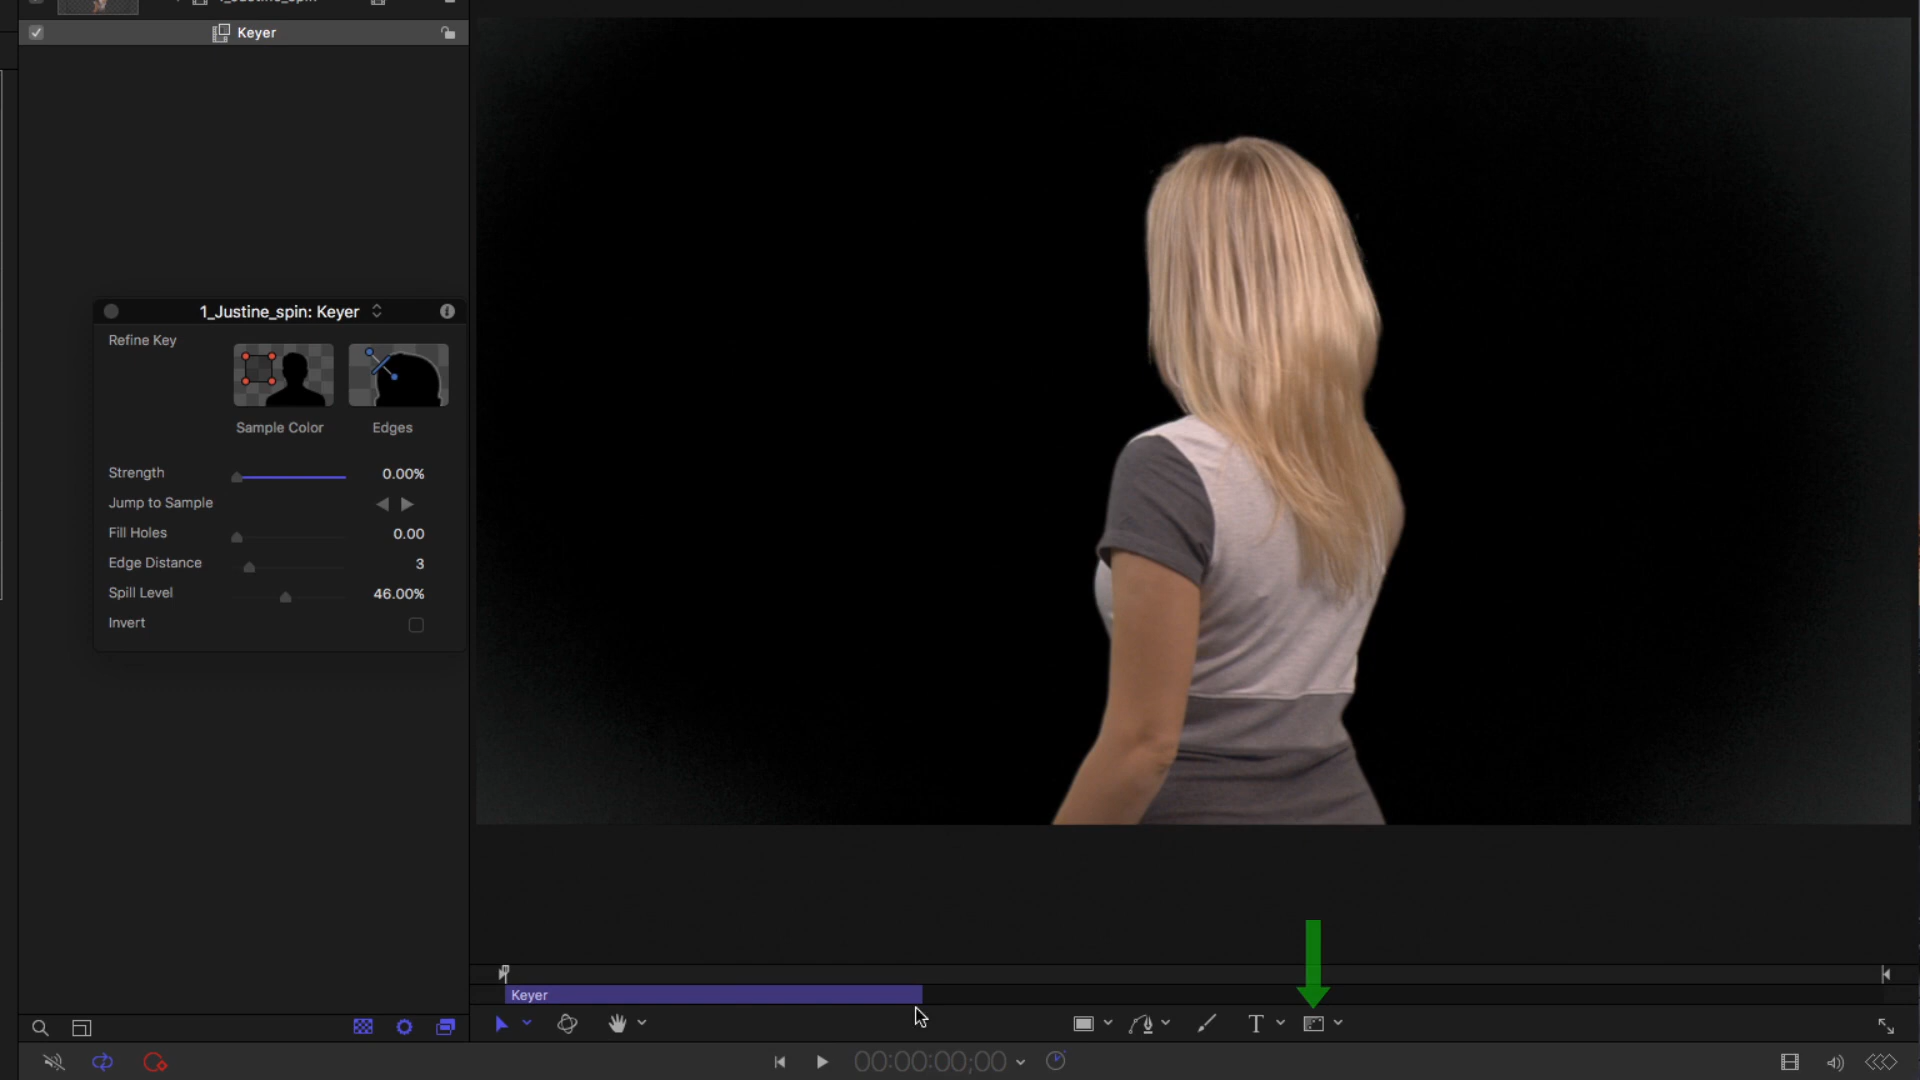 1_Justine_spin
Keyer
1_Justine_spin: Keyer
Refine Key
Sample Color
Edges
Strength
0.00%
Jump to Sample
Fill Holes
0.00
Edge Distance
3
Spill Level
46.00%
Invert
Keyer
T
00:00:00;00